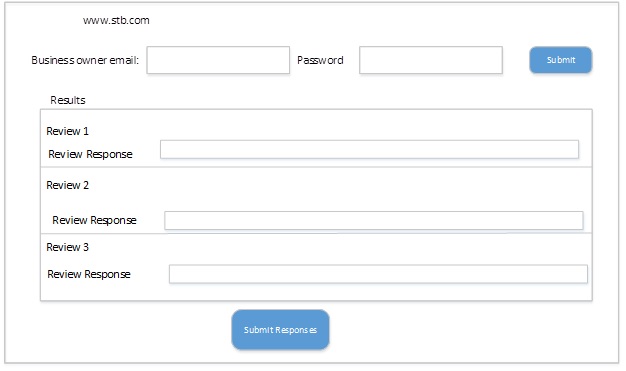 www.stb.com
Business owner email: Password Submit
Results
Review 1
Review Response
Review 2
Review Response
Review 3
Review Response
Submit Responses